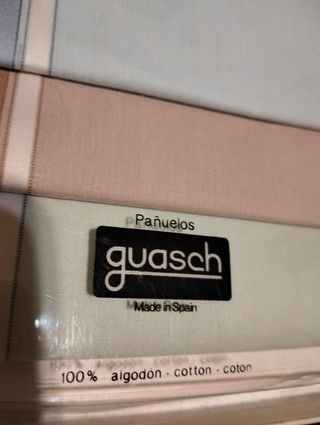 Pañuelos
guasch
Made in Spain
100% algodon - cotton - coton